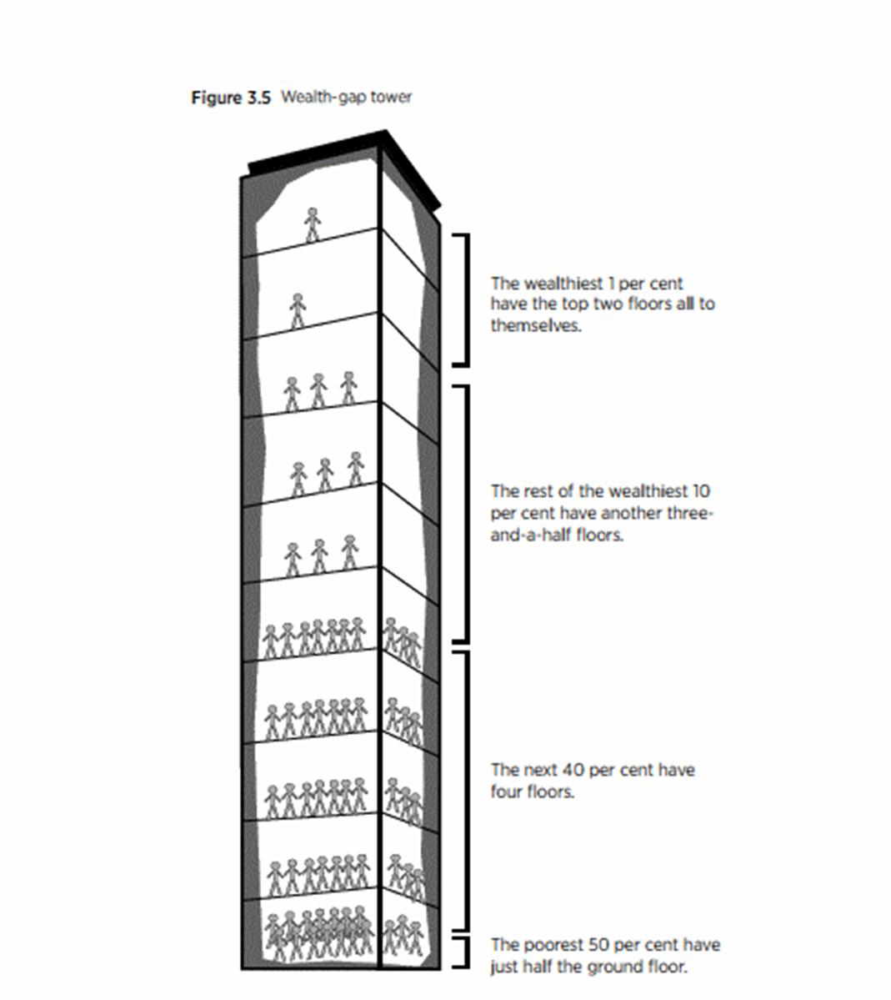 Figure 3.5 Wealth-gap tower
The wealthiest 1 per cent
have the top two floors all to
themselves.
The rest of the wealthiest 10
per cent have another three-
and-a-half floors.
The next 40 per cent have
four floors.
The poorest 50 per cent have
just half the ground floor.